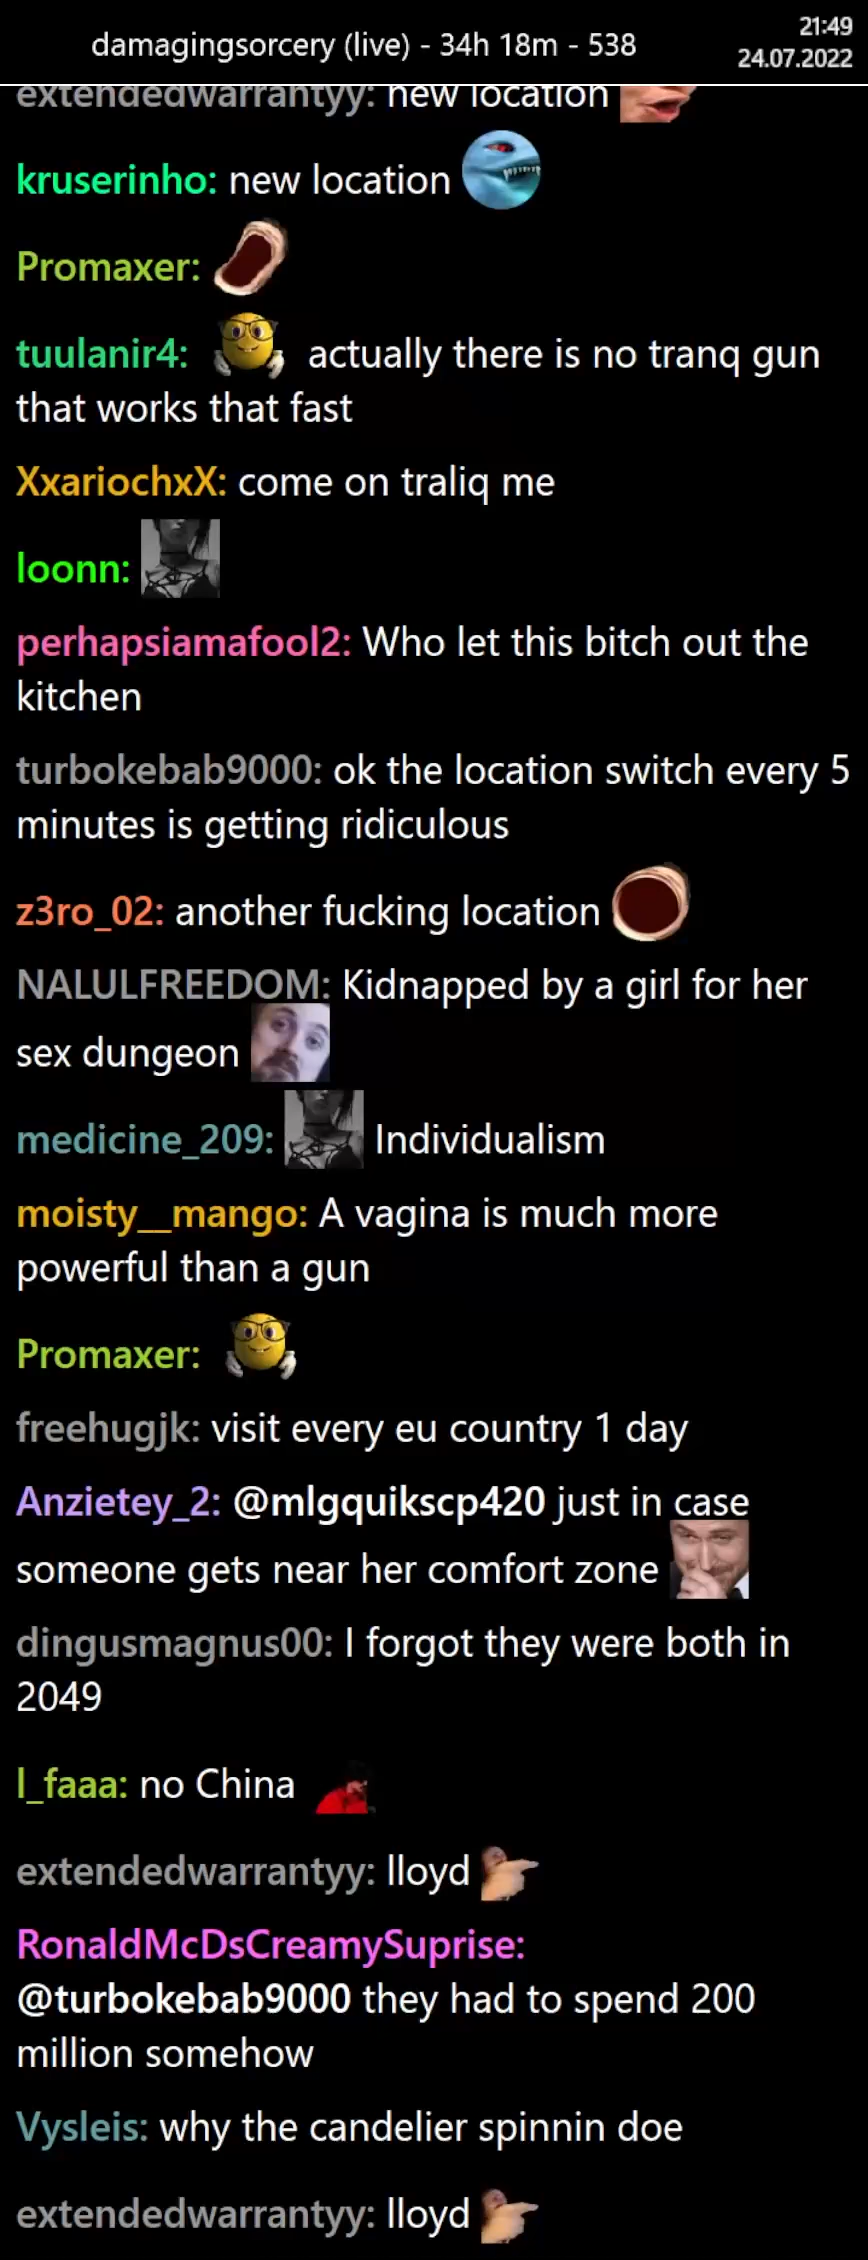 damagingsorcery (live) - 34h 18m - 538
21:49
24.07.2022
extendedwarrantyy: new location
kruserinho: new location
Promaxer:
tuulanir4: actually there is no tranq gun
that works that fast
XxariochxX: come on traliq me
loonn:
perhapsiamafool2: Who let this bitch out the
kitchen
turbokebab9000: ok the location switch every 5
minutes is getting ridiculous
z3ro_02: another fucking location
NALULFREEDOM: Kidnapped by a girl for her
sex dungeon
medicine_209: Individualism
moisty__mango: A vagina is much more
powerful than a gun
Promaxer:
freehugjk: visit every eu country 1 day
Anzietey_2: @mlgquikscp420 just in case
someone gets near her comfort zone
dingusmagnus00: I forgot they were both in
2049
l_faaa: no China
extendedwarrantyy: lloyd
RonaldMcDsCreamySuprise:
@turbokebab9000 they had to spend 200
million somehow
Vysleis: why the candelier spinnin doe
extendedwarrantyy: lloyd